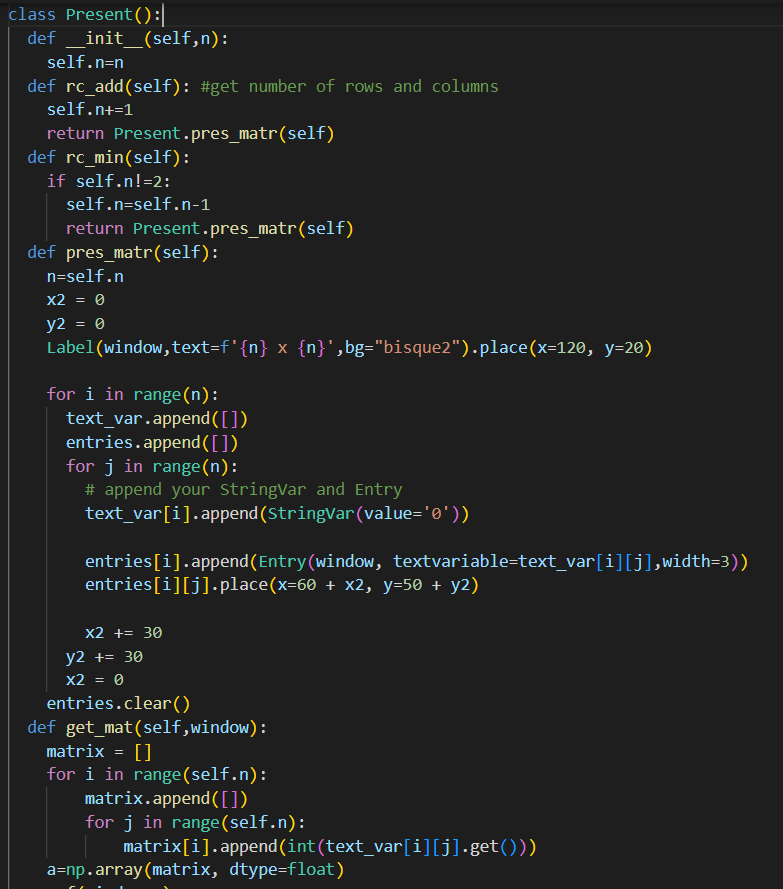 class Present():
  def __init__(self,n):
    self.n=n
  def rc_add(self): #get number of rows and columns
    self.n+=1
    return Present.pres_matr(self)
  def rc_min(self):
    if self.n!=2:
      self.n=self.n-1
      return Present.pres_matr(self)
  def pres_matr(self):
    n=self.n
    x2 = 0
    y2 = 0
    Label(window,text=f'{n} x {n}',bg="bisque2").place(x=120, y=20)

    for i in range(n):
      text_var.append([])
      entries.append([])
      for j in range(n):
        # append your StringVar and Entry
        text_var[i].append(StringVar(value='0'))

        entries[i].append(Entry(window, textvariable=text_var[i][j],width=3))
        entries[i][j].place(x=60 + x2, y=50 + y2)

        x2 += 30
      y2 += 30
      x2 = 0
    entries.clear()
  def get_mat(self,window):
    matrix = []
    for i in range(self.n):
        matrix.append([])
        for j in range(self.n):
            matrix[i].append(int(text_var[i][j].get()))
    a=np.array(matrix, dtype=float)